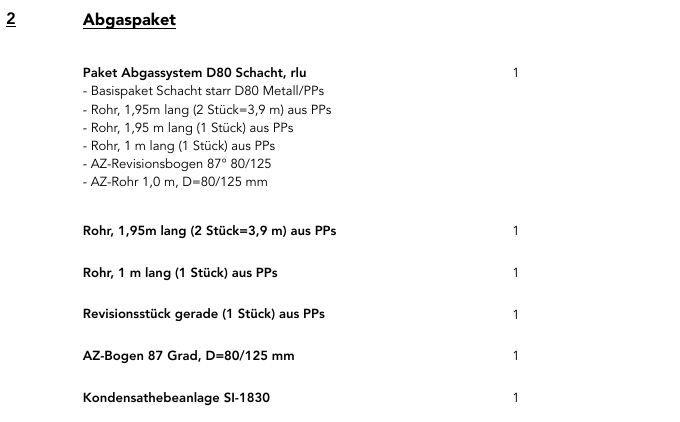 2 Abgaspaket
Paket Abgassystem D80 Schacht, rlu 1
- Basispaket Schacht starr D80 Metall/PPs
- Rohr, 1,95m lang (2 Stück=3,9 m) aus PPs
- Rohr, 1,95 m lang (1 Stück) aus PPs
- Rohr, 1 m lang (1 Stück) aus PPs
- AZ-Revisionsbogen 87° 80/125
- AZ-Rohr 1,0 m, D=80/125 mm
Rohr, 1,95m lang (2 Stück=3,9 m) aus PPs 1
Rohr, 1 m lang (1 Stück) aus PPs 1
Revisionsstück gerade (1 Stück) aus PPs 1
AZ-Bogen 87 Grad, D=80/125 mm 1
Kondensathebeanlage SI-1830 1